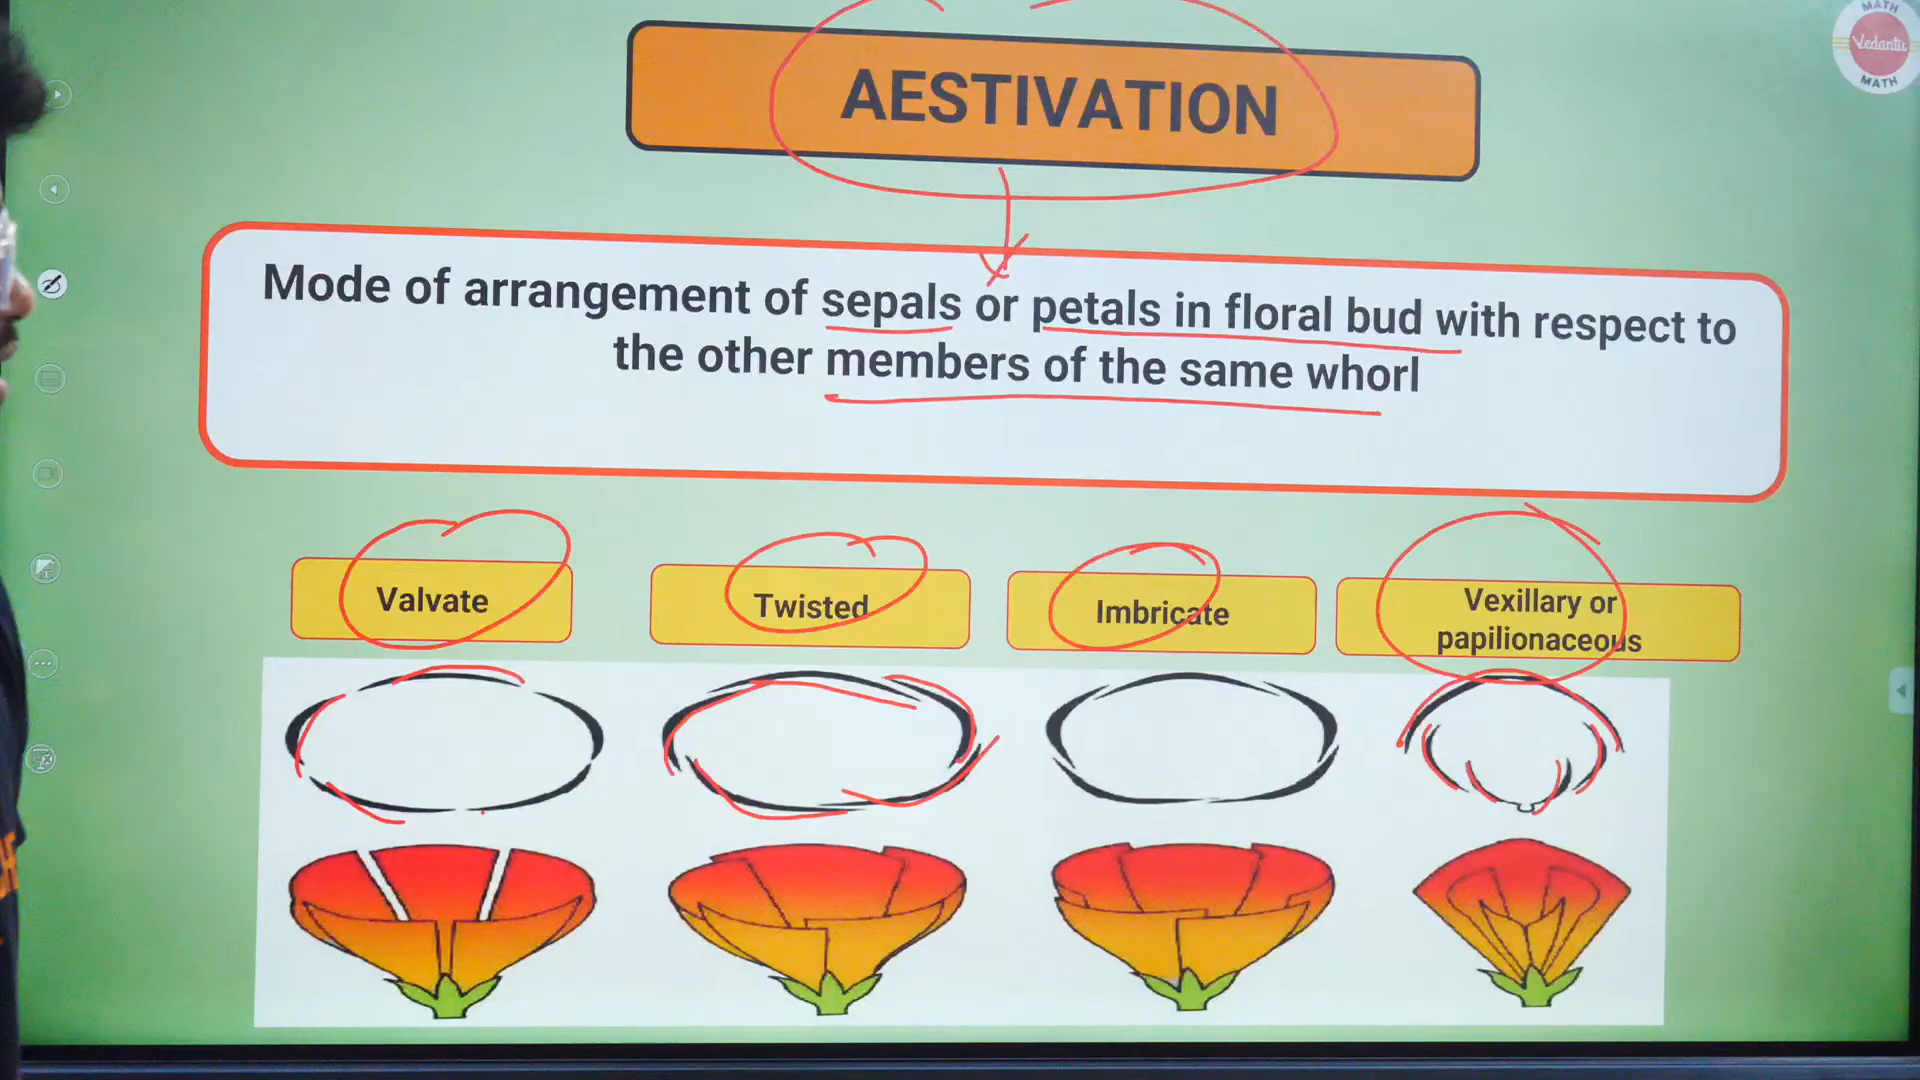 MATH
Vedantu
MATH
AESTIVATION
Mode of arrangement of sepals or petals in floral bud with respect to
the other members of the same whorl
Valvate
Twisted
Imbricate
Vexillary or
papilionaceous